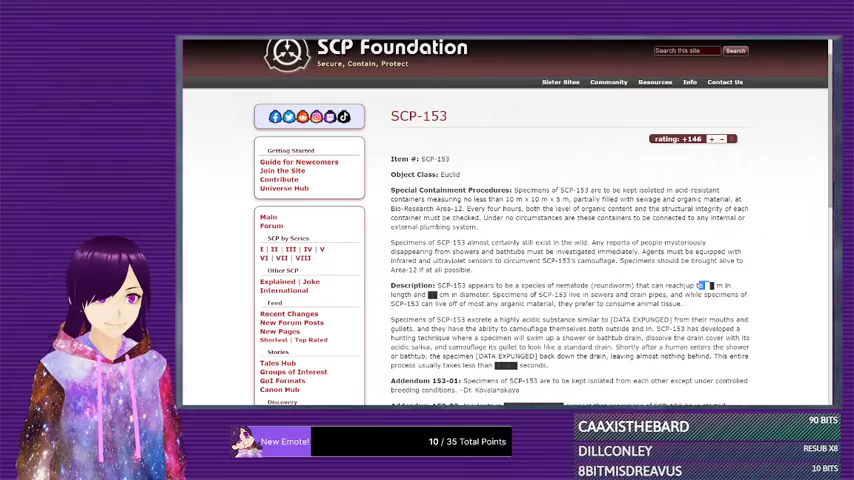 SCP Foundation
Secure, Contain, Protect
Search this site
Search
Sister Sites Community Resources Info Contact Us
SCP-153
rating: +146 + –
Getting Started
Guide for Newcomers
Join the Site
Contribute
Universe Hub
Main
Forum
SCP by Series
I II III IV V
VI VII VIII
Other SCP
Explained Joke
International
Feed
Recent Changes
New Forum Posts
New Pages
Shortest Top Rated
Stories
Tales Hub
Groups of Interest
GoI Formats
Canon Hub
Discovery
Item #: SCP-153
Object Class: Euclid
Special Containment Procedures: Specimens of SCP-153 are to be kept isolated in acid-resistant
containers measuring no less than 10 m x 10 m x 5 m, partially filled with sewage and organic material, at
Bio-Research Area-12. Every four hours, both the level of organic content and the structural integrity of each
container must be checked. Under no circumstances are these containers to be connected to any internal or
external plumbing system.
Specimens of SCP-153 almost certainly still exist in the wild. Any reports of people mysteriously
disappearing from showers and bathtubs must be investigated immediately. Agents must be equipped with
infrared and ultraviolet sensors to circumvent SCP-153's camouflage. Specimens should be brought alive to
Area-12 if at all possible.
Description: SCP-153 appears to be a species of nematode (roundworm) that can reach up to ██ m in
length and ██ cm in diameter. Specimens of SCP-153 live in sewers and drain pipes, and while specimens of
SCP-153 can live off of most any organic material, they prefer to consume animal tissue.
Specimens of SCP-153 excrete a highly acidic substance similar to [DATA EXPUNGED] from their mouths and
gullets, and they have the ability to camouflage themselves both outside and in. SCP-153 has developed a
hunting technique where a specimen will swim up a shower or bathtub drain, dissolve the drain cover with its
acidic saliva, and camouflage its gullet to look like a standard drain. Shortly after a human enters the shower
or bathtub, the specimen [DATA EXPUNGED] back down the drain, leaving almost nothing behind. This entire
process usually takes less than █████ seconds.
Addendum 153-01: Specimens of SCP-153 are to be kept isolated from each other except under controlled
breeding conditions. –Dr. Kovalanskaya
New Emote!
10 / 35 Total Points
CAAXISTHEBARD 90 BITS
DILLCONLEY RESUB X8
8BITMISDREAVUS 10 BITS